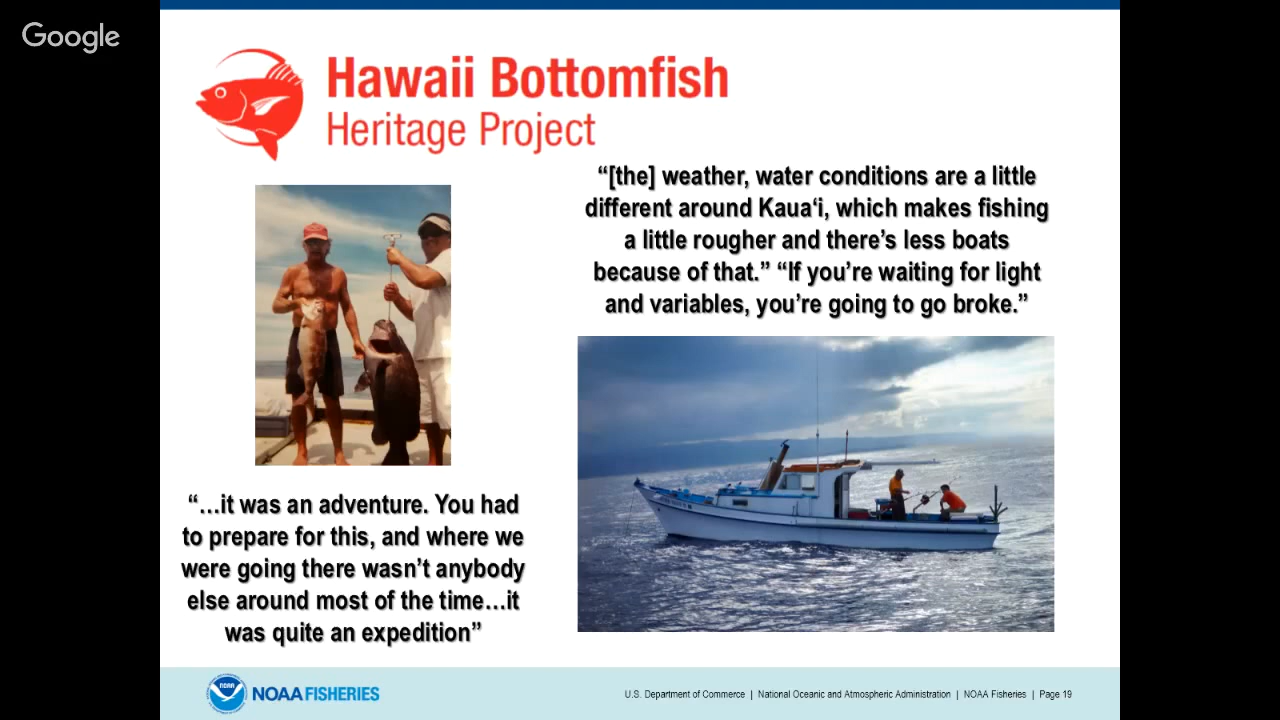 Google
Hawaii Bottomfish
Heritage Project
“[the] weather, water conditions are a little
different around Kaua‘i, which makes fishing
a little rougher and there’s less boats
because of that.” “If you’re waiting for light
and variables, you’re going to go broke.”
“…it was an adventure. You had
to prepare for this, and where we
were going there wasn’t anybody
else around most of the time…it
was quite an expedition”
NOAA
NOAA FISHERIES
U.S. Department of Commerce | National Oceanic and Atmospheric Administration | NOAA Fisheries | Page 19